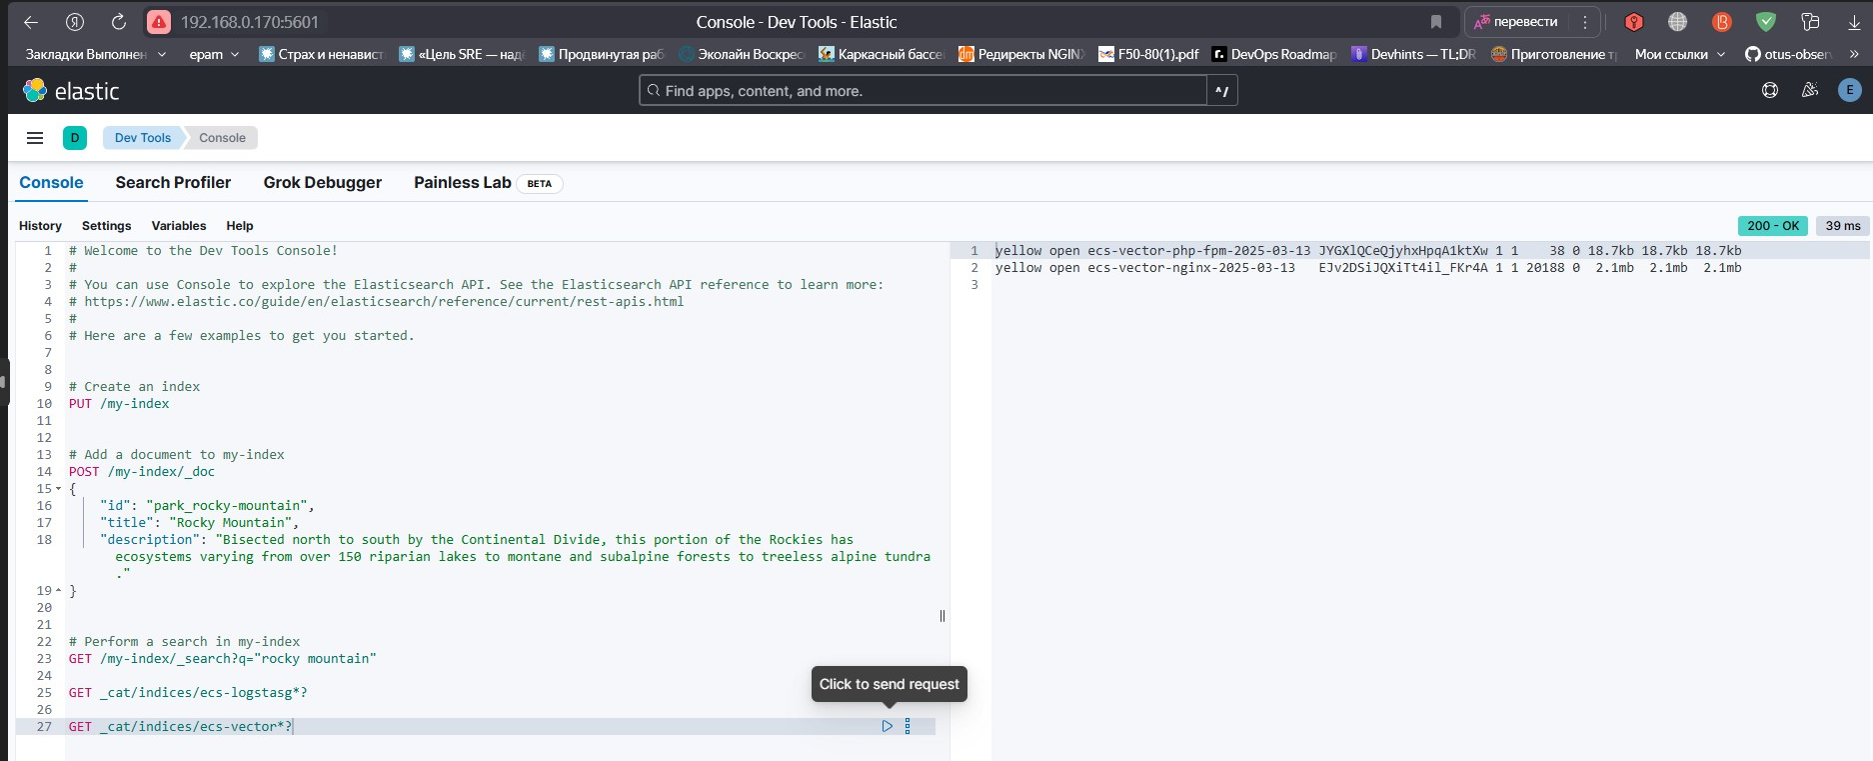 192.168.0.170:5601
Console - Dev Tools - Elastic
перевести
Закладки Выполнен
epam
Страх и ненавист
«Цель SRE — над
Продвинутая раб
Эколайн Воскрес
Каркасный бассе
Редиректы NGIN
F50-80(1).pdf
DevOps Roadmap
Devhints — TL;DR
Приготовление т
Мои ссылки
otus-obser
»
elastic
Find apps, content, and more.
^/
E
D
Dev Tools
Console
Console
Search Profiler
Grok Debugger
Painless Lab
BETA
History
Settings
Variables
Help
200 - OK
39 ms
1 # Welcome to the Dev Tools Console!
2 #
3 # You can use Console to explore the Elasticsearch API. See the Elasticsearch API reference to learn more:
4 # https://www.elastic.co/guide/en/elasticsearch/reference/current/rest-apis.html
5 #
6 # Here are a few examples to get you started.
7
8
9 # Create an index
10 PUT /my-index
11
12
13 # Add a document to my-index
14 POST /my-index/_doc
15 {
16 "id": "park_rocky-mountain",
17 "title": "Rocky Mountain",
18 "description": "Bisected north to south by the Continental Divide, this portion of the Rockies has
ecosystems varying from over 150 riparian lakes to montane and subalpine forests to treeless alpine tundra
."
19 }
20
21
22 # Perform a search in my-index
23 GET /my-index/_search?q="rocky mountain"
24
25 GET _cat/indices/ecs-logstasg*?
26
27 GET _cat/indices/ecs-vector*?
Click to send request
1 yellow open ecs-vector-php-fpm-2025-03-13 JYGXlQCeQjyhxHpqA1ktXw 1 1 38 0 18.7kb 18.7kb 18.7kb
2 yellow open ecs-vector-nginx-2025-03-13 EJv2DSiJQXiTt4il_FKr4A 1 1 20188 0 2.1mb 2.1mb 2.1mb
3